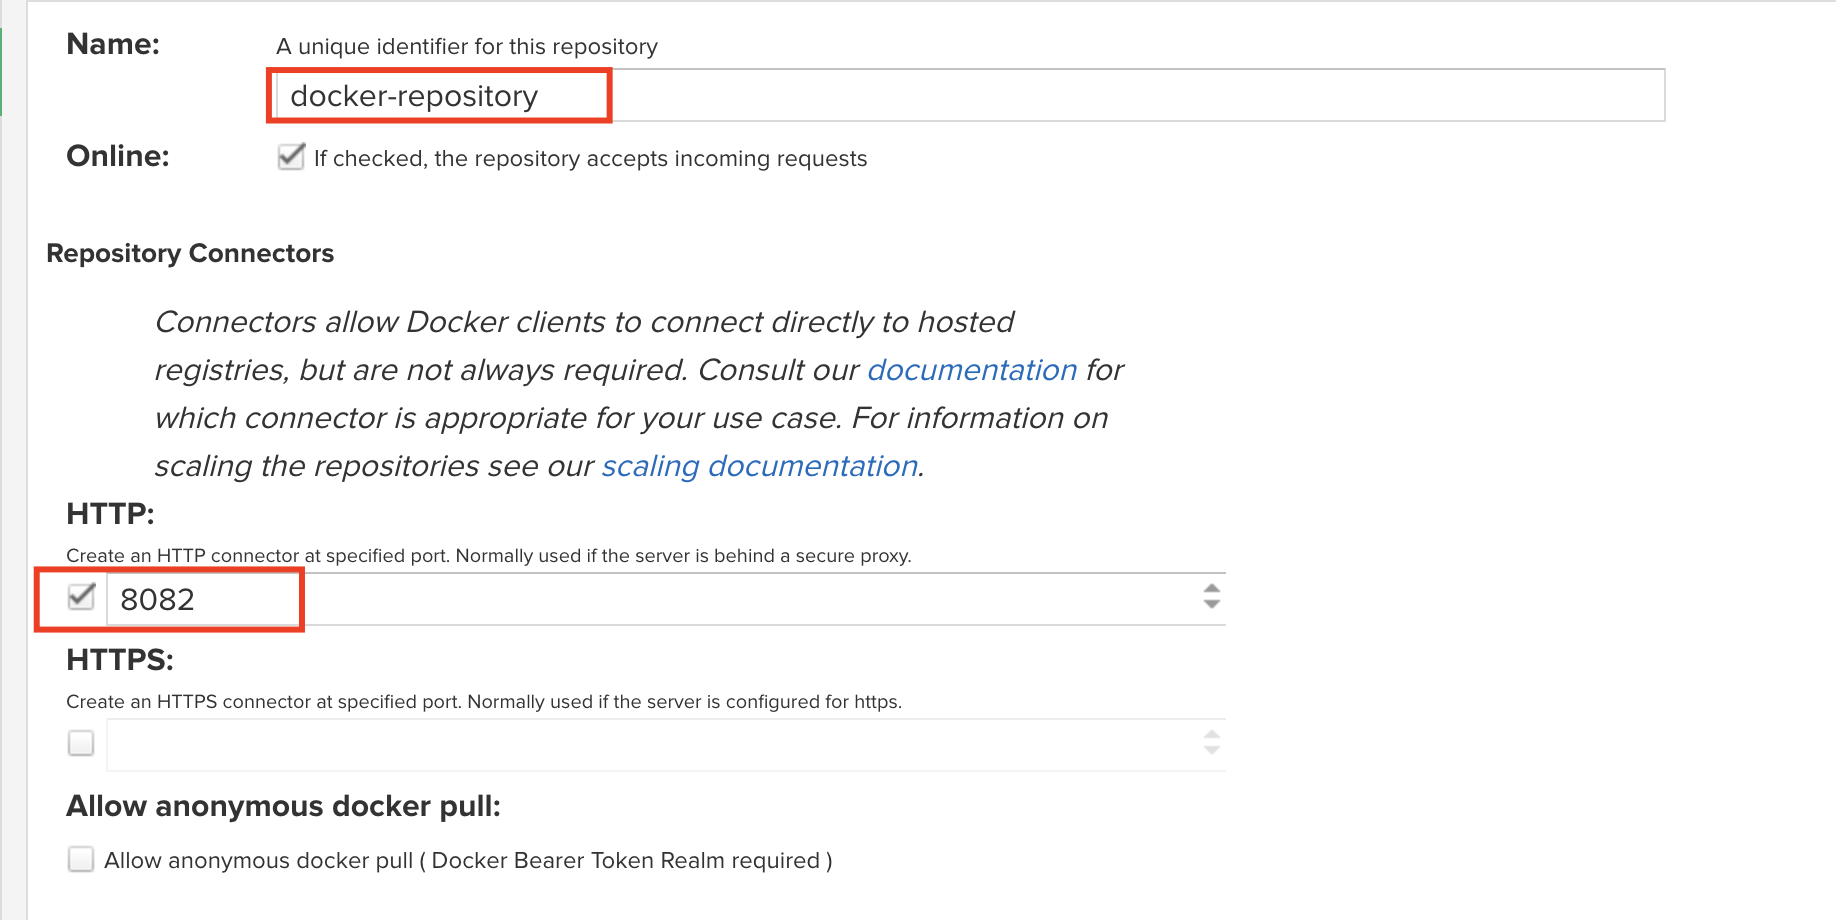 Name:
A unique identifier for this repository
docker-repository
Online:
If checked, the repository accepts incoming requests
Repository Connectors
Connectors allow Docker clients to connect directly to hosted
registries, but are not always required. Consult our documentation for
which connector is appropriate for your use case. For information on
scaling the repositories see our scaling documentation.
HTTP:
Create an HTTP connector at specified port. Normally used if the server is behind a secure proxy.
8082
HTTPS:
Create an HTTPS connector at specified port. Normally used if the server is configured for https.
Allow anonymous docker pull:
Allow anonymous docker pull ( Docker Bearer Token Realm required )